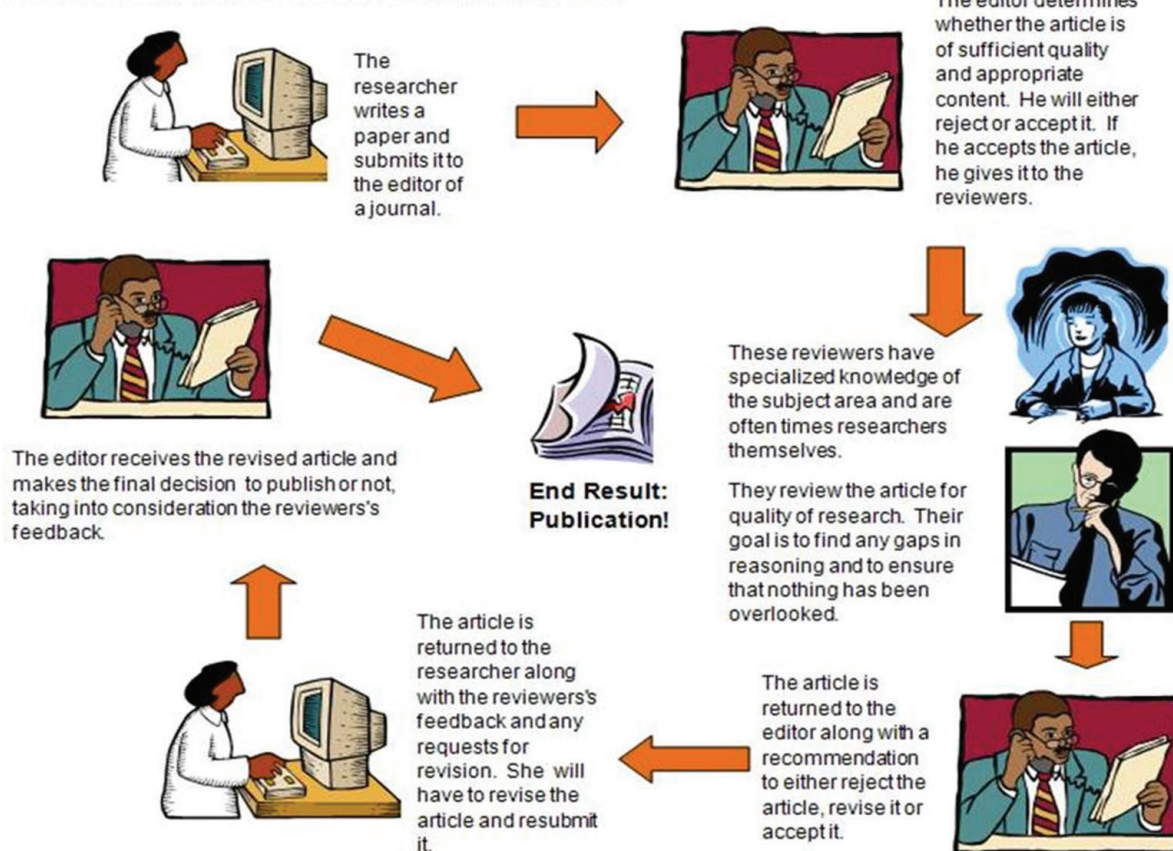 The
researcher
writes a
paper and
submits it to
the editor of
a journal.
The editor determines
whether the article is
of sufficient quality
and appropriate
content. He will either
reject or accept it. If
he accepts the article,
he gives it to the
reviewers.
These reviewers have
specialized knowledge of
the subject area and are
often times researchers
themselves.
They review the article for
quality of research. Their
goal is to find any gaps in
reasoning and to ensure
that nothing has been
overlooked.
The article is
returned to the
editor along with a
recommendation
to either reject the
article, revise it or
accept it.
The article is
returned to the
researcher along
with the reviewers's
feedback and any
requests for
revision. She will
have to revise the
article and resubmit
it.
The editor receives the revised article and
makes the final decision to publish or not,
taking into consideration the reviewers's
feedback.
End Result:
Publication!